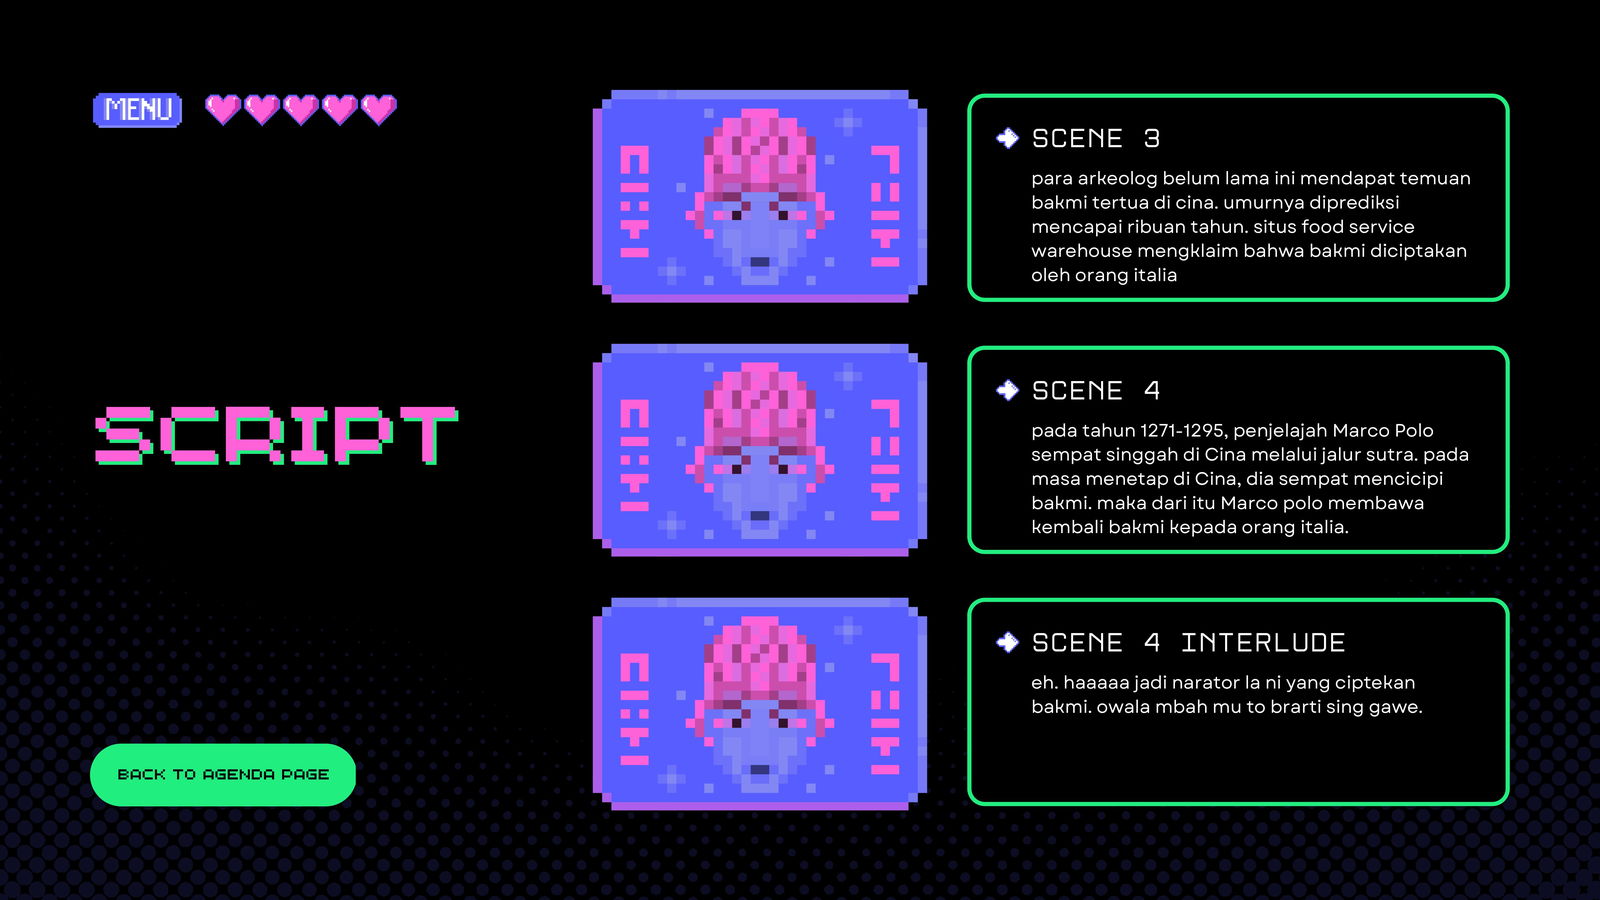 MENU
SCRIPT
BACK TO AGENDA PAGE
SCENE 3
para arkeolog belum lama ini mendapat temuan
bakmi tertua di cina. umurnya diprediksi
mencapai ribuan tahun. situs food service
warehouse mengklaim bahwa bakmi diciptakan
oleh orang italia
SCENE 4
pada tahun 1271-1295, penjelajah Marco Polo
sempat singgah di Cina melalui jalur sutra. pada
masa menetap di Cina, dia sempat mencicipi
bakmi. maka dari itu Marco polo membawa
kembali bakmi kepada orang italia.
SCENE 4 INTERLUDE
eh. haaaaa jadi narator la ni yang ciptekan
bakmi. owala mbah mu to brarti sing gawe.